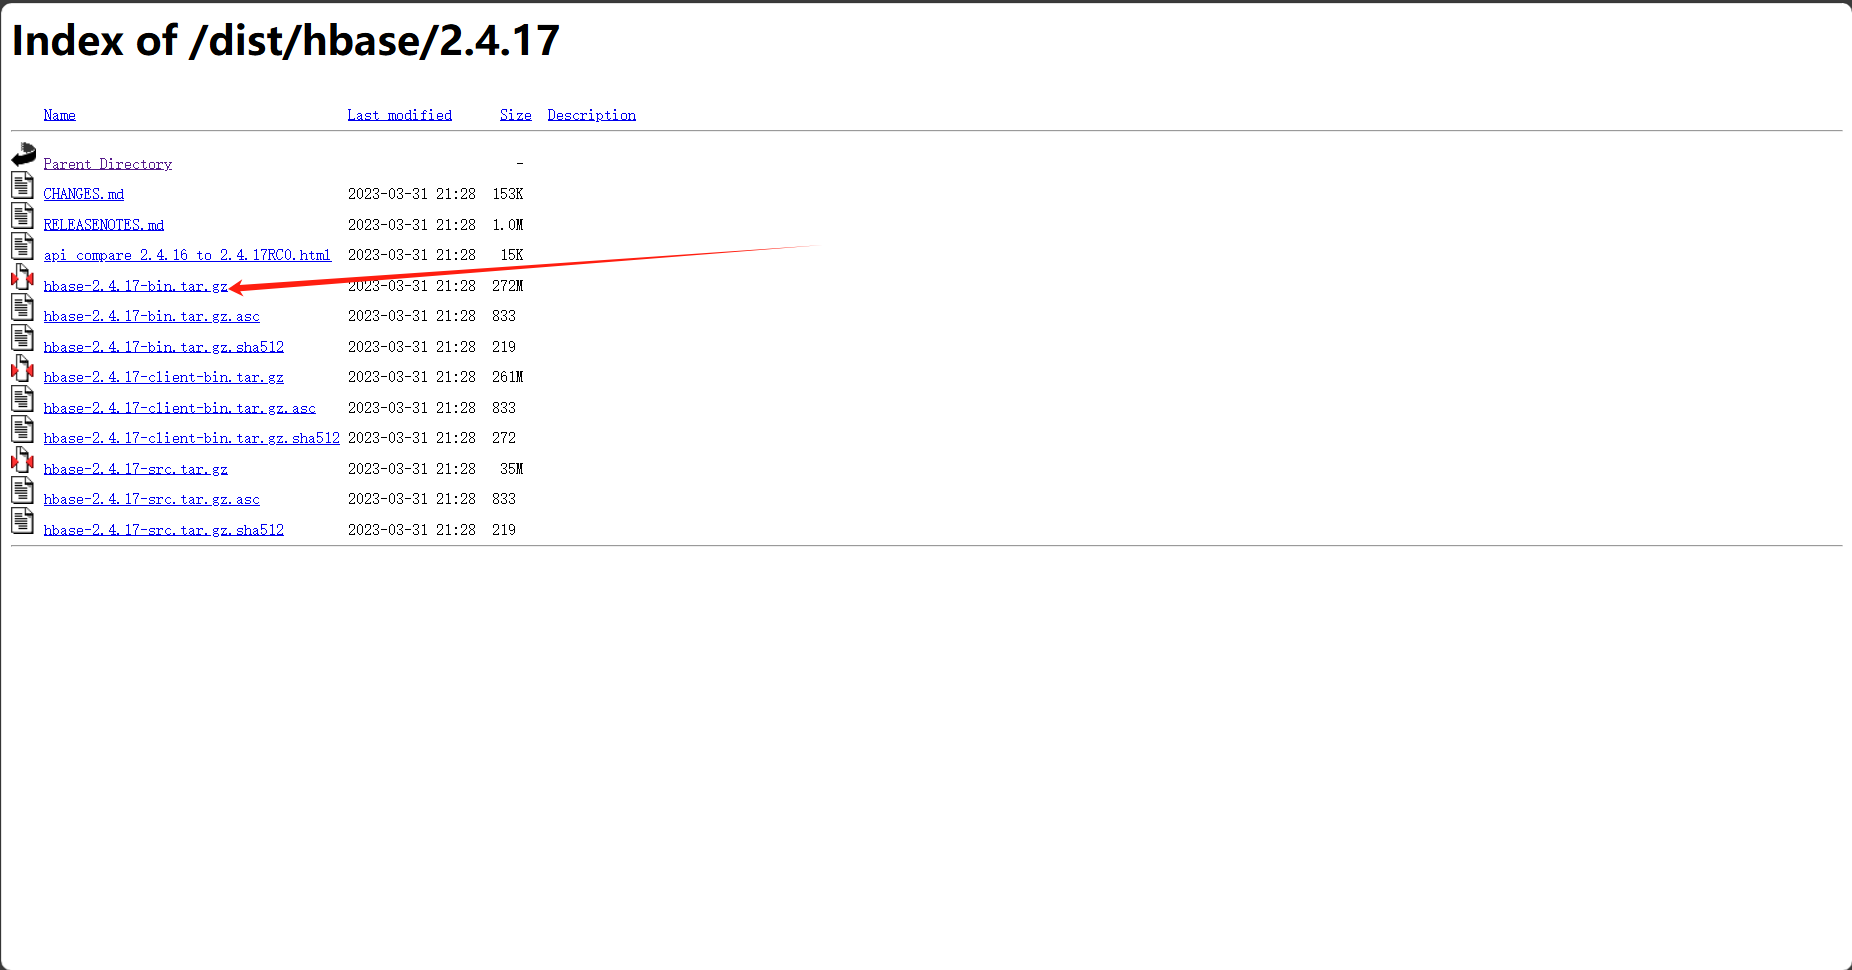 Index of /dist/hbase/2.4.17
Name Last modified Size Description
Parent Directory -
CHANGES.md 2023-03-31 21:28 153K
RELEASENOTES.md 2023-03-31 21:28 1.0M
api_compare_2.4.16_to_2.4.17RC0.html 2023-03-31 21:28 15K
hbase-2.4.17-bin.tar.gz 2023-03-31 21:28 272M
hbase-2.4.17-bin.tar.gz.asc 2023-03-31 21:28 833
hbase-2.4.17-bin.tar.gz.sha512 2023-03-31 21:28 219
hbase-2.4.17-client-bin.tar.gz 2023-03-31 21:28 261M
hbase-2.4.17-client-bin.tar.gz.asc 2023-03-31 21:28 833
hbase-2.4.17-client-bin.tar.gz.sha512 2023-03-31 21:28 272
hbase-2.4.17-src.tar.gz 2023-03-31 21:28 35M
hbase-2.4.17-src.tar.gz.asc 2023-03-31 21:28 833
hbase-2.4.17-src.tar.gz.sha512 2023-03-31 21:28 219